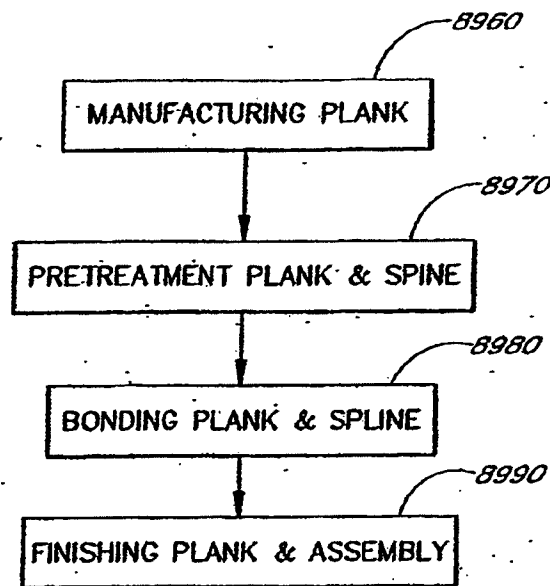 8960
MANUFACTURING PLANK
8970
PRETREATMENT PLANK & SPINE
8980
BONDING PLANK & SPLINE
8990
FINISHING PLANK & ASSEMBLY